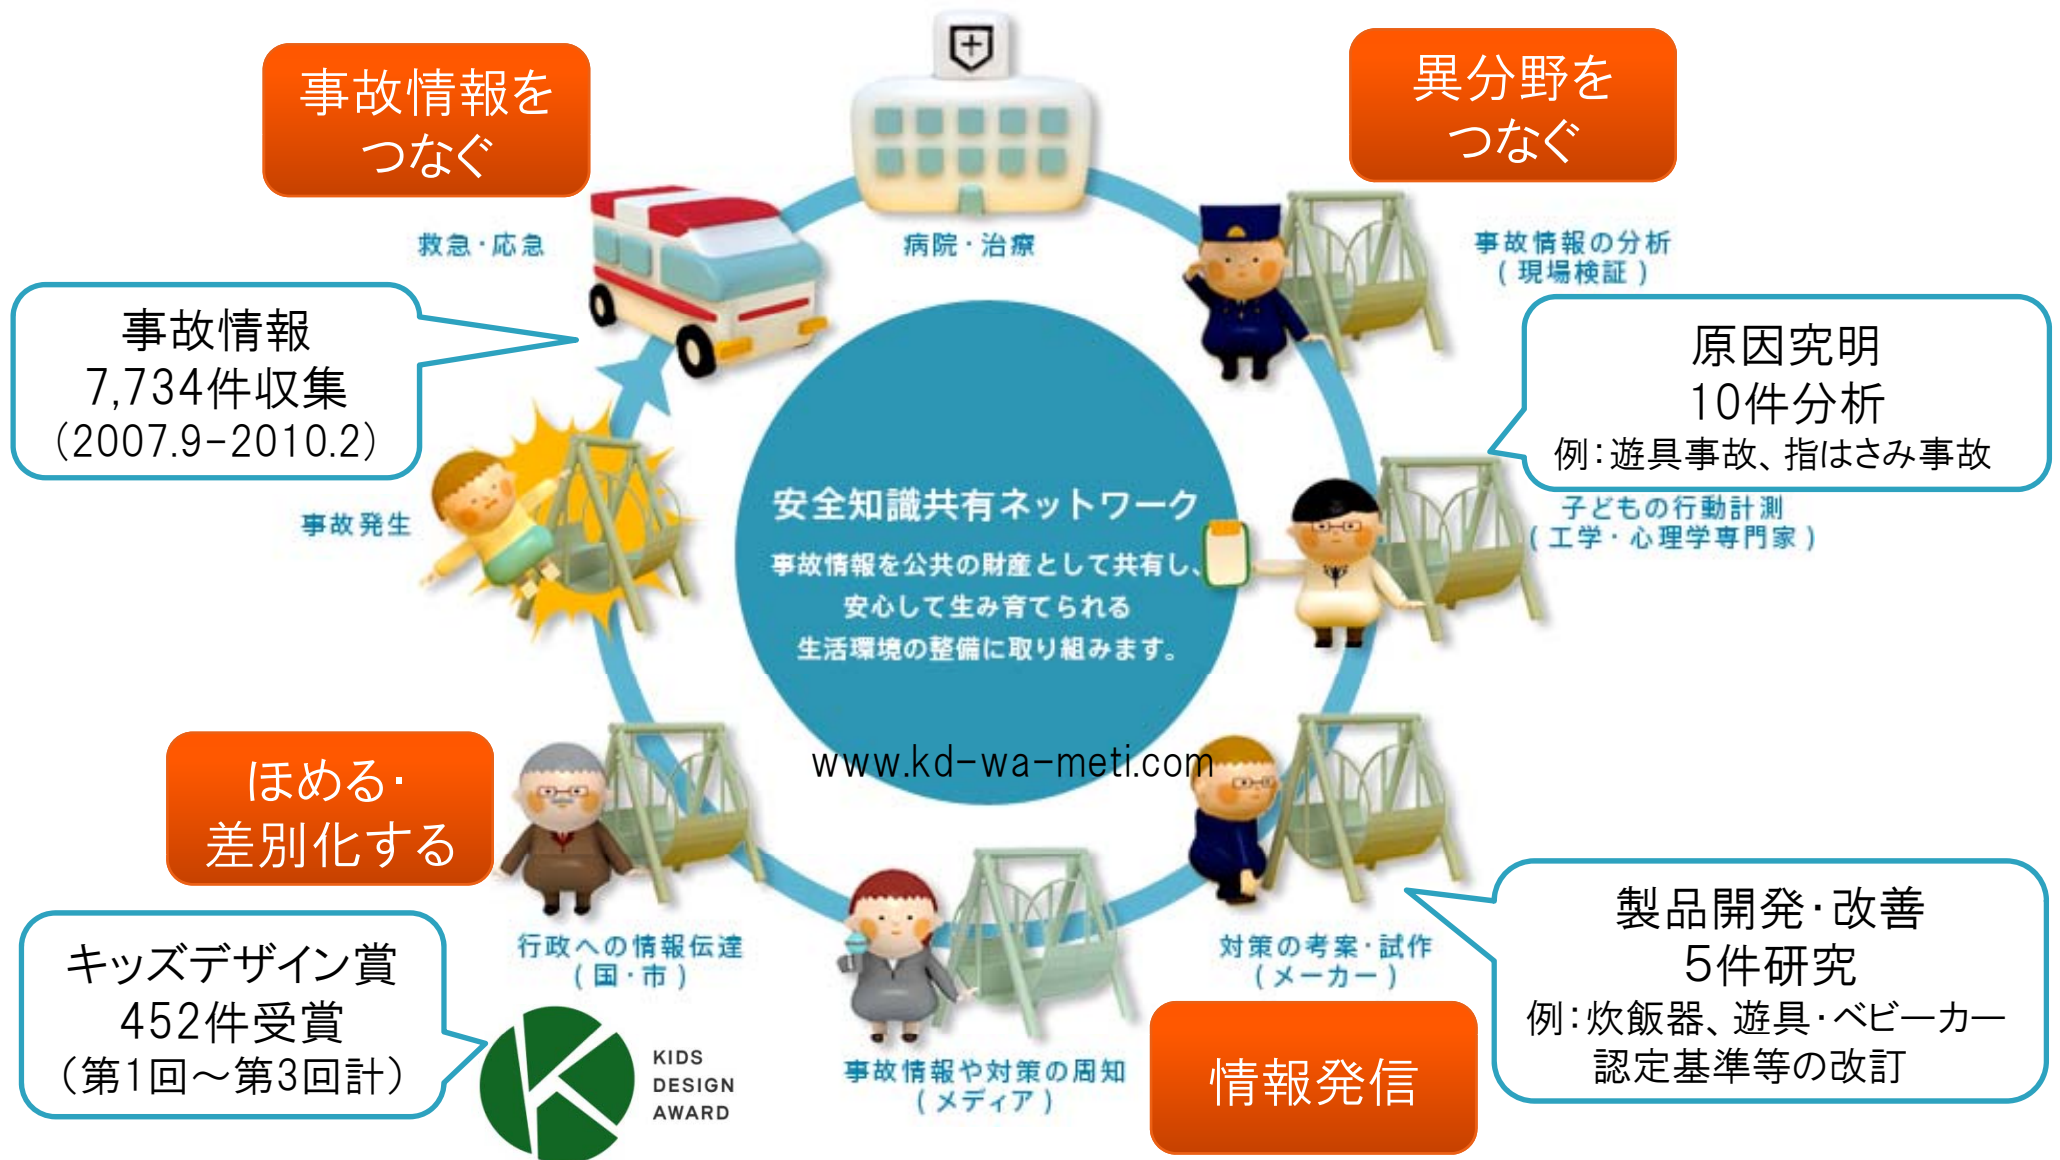 事故情報を
つなぐ
異分野を
つなぐ
救急・応急
病院・治療
事故情報の分析
(現場検証)
事故情報
7,734件収集
(2007.9-2010.2)
原因究明
10件分析
例:遊具事故、指はさみ事故
事故発生
安全知識共有ネットワーク
事故情報を公共の財産として共有し、
安心して生み育てられる
生活環境の整備に取り組みます。
子どもの行動計測
(工学・心理学専門家)
www.kd-wa-meti.com
ほめる・
差別化する
キッズデザイン賞
452件受賞
(第1回~第3回計)
行政への情報伝達
(国・市)
KIDS
DESIGN
AWARD
事故情報や対策の周知
(メディア)
対策の考案・試作
(メーカー)
情報発信
製品開発・改善
5件研究
例:炊飯器、遊具・ベビーカー
認定基準等の改訂